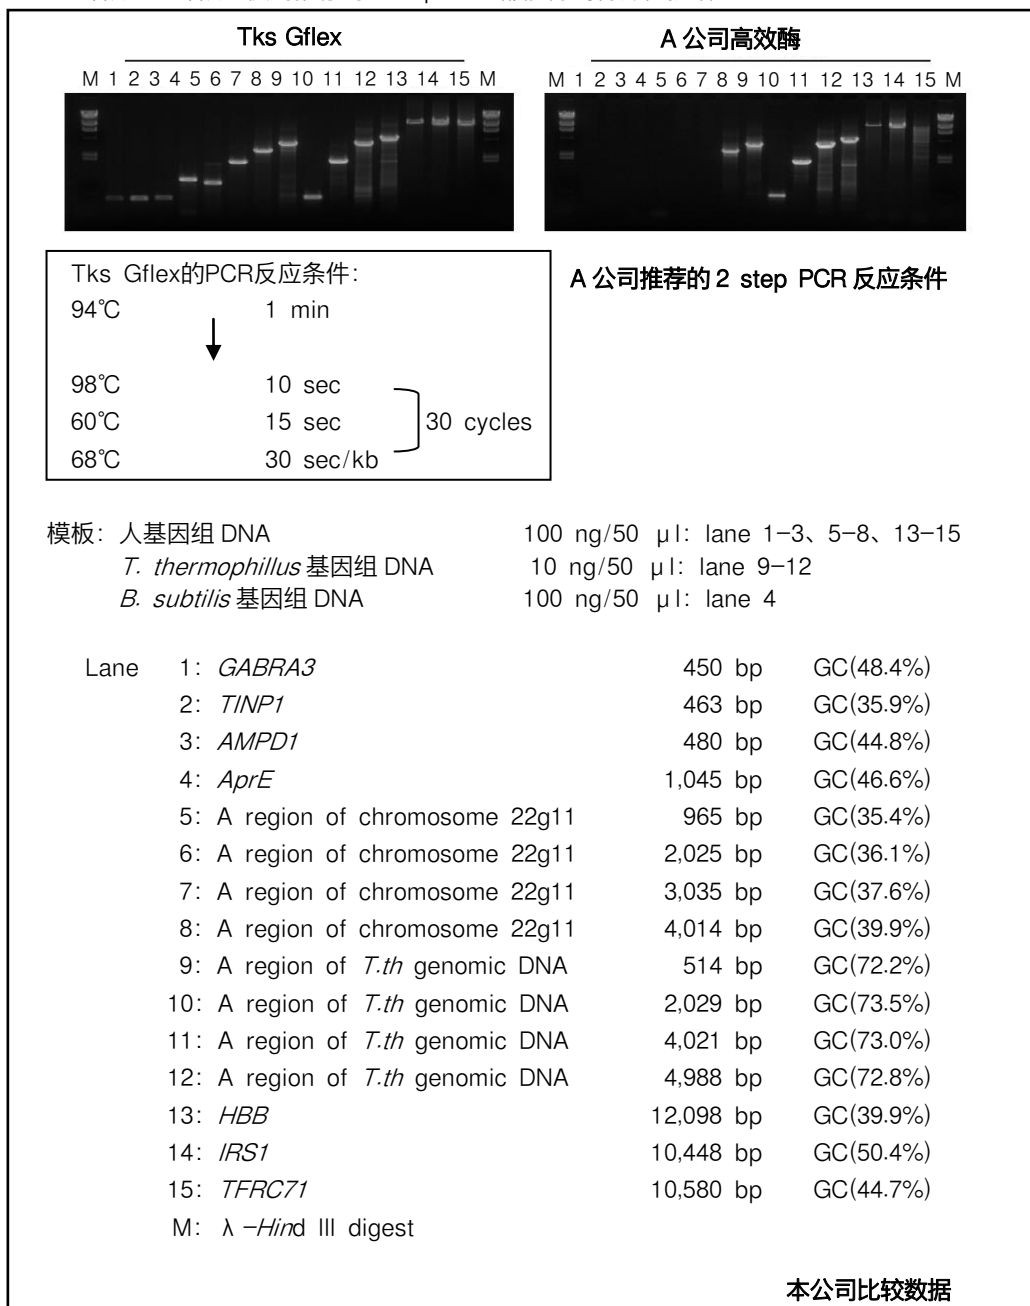 Tks Gflex
A 公司高效酶
M 1 2 3 4 5 6 7 8 9 10 11 12 13 14 15 M
M 1 2 3 4 5 6 7 8 9 10 11 12 13 14 15 M
Tks Gflex的PCR反应条件：
94℃ 1 min
98℃ 10 sec
60℃ 15 sec 30 cycles
68℃ 30 sec/kb
A 公司推荐的 2 step PCR 反应条件
模板：人基因组 DNA 100 ng/50 μl：lane 1-3、5-8、13-15
T. thermophillus 基因组 DNA 10 ng/50 μl：lane 9-12
B. subtilis 基因组 DNA 100 ng/50 μl：lane 4
Lane 1：GABRA3 450 bp GC(48.4%)
2：TINP1 463 bp GC(35.9%)
3：AMPD1 480 bp GC(44.8%)
4：AprE 1,045 bp GC(46.6%)
5：A region of chromosome 22g11 965 bp GC(35.4%)
6：A region of chromosome 22g11 2,025 bp GC(36.1%)
7：A region of chromosome 22g11 3,035 bp GC(37.6%)
8：A region of chromosome 22g11 4,014 bp GC(39.9%)
9：A region of T.th genomic DNA 514 bp GC(72.2%)
10：A region of T.th genomic DNA 2,029 bp GC(73.5%)
11：A region of T.th genomic DNA 4,021 bp GC(73.0%)
12：A region of T.th genomic DNA 4,988 bp GC(72.8%)
13：HBB 12,098 bp GC(39.9%)
14：IRS1 10,448 bp GC(50.4%)
15：TFRC71 10,580 bp GC(44.7%)
M：λ-Hind III digest
本公司比较数据